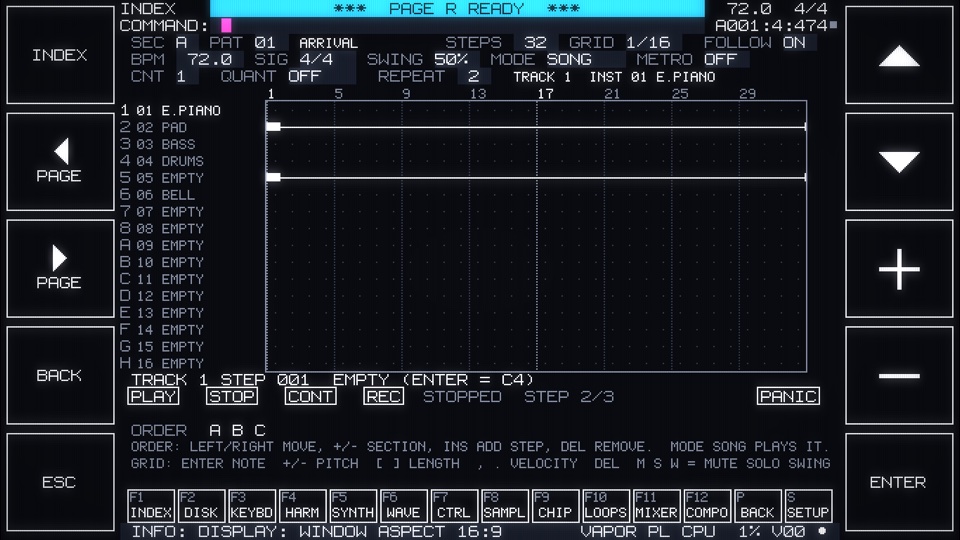 INDEX *** PAGE R READY *** 72.0 4/4
COMMAND: A001:4:474
SEC A PAT 01 ARRIVAL STEPS 32 GRID 1/16 FOLLOW ON
BPM 72.0 SIG 4/4 SWING 50% MODE SONG METRO OFF
CNT 1 QUANT OFF REPEAT 2 TRACK 1 INST 01 E.PIANO
1 5 9 13 17 21 25 29
1 01 E.PIANO
2 02 PAD
3 03 BASS
4 04 DRUMS
5 05 EMPTY
6 06 BELL
7 07 EMPTY
8 08 EMPTY
A 09 EMPTY
B 10 EMPTY
C 11 EMPTY
D 12 EMPTY
E 13 EMPTY
F 14 EMPTY
G 15 EMPTY
H 16 EMPTY
TRACK 1 STEP 001 EMPTY (ENTER = C4)
PLAY STOP CONT REC STOPPED STEP 2/3 PANIC
ORDER A B C
ORDER: LEFT/RIGHT MOVE, +/- SECTION, INS ADD STEP, DEL REMOVE. MODE SONG PLAYS IT.
GRID: ENTER NOTE +/- PITCH [ ] LENGTH , . VELOCITY DEL M S W = MUTE SOLO SWING
F1 INDEX
F2 DISK
F3 KEYBD
F4 HARM
F5 SYNTH
F6 WAVE
F7 CTRL
F8 SAMPL
F9 CHIP
F10 LOOPS
F11 MIXER
F12 COMPO
P BACK
S SETUP
INFO: DISPLAY: WINDOW ASPECT 16:9 VAPOR PL CPU 1% V00
INDEX
PAGE
PAGE
BACK
ESC
ENTER